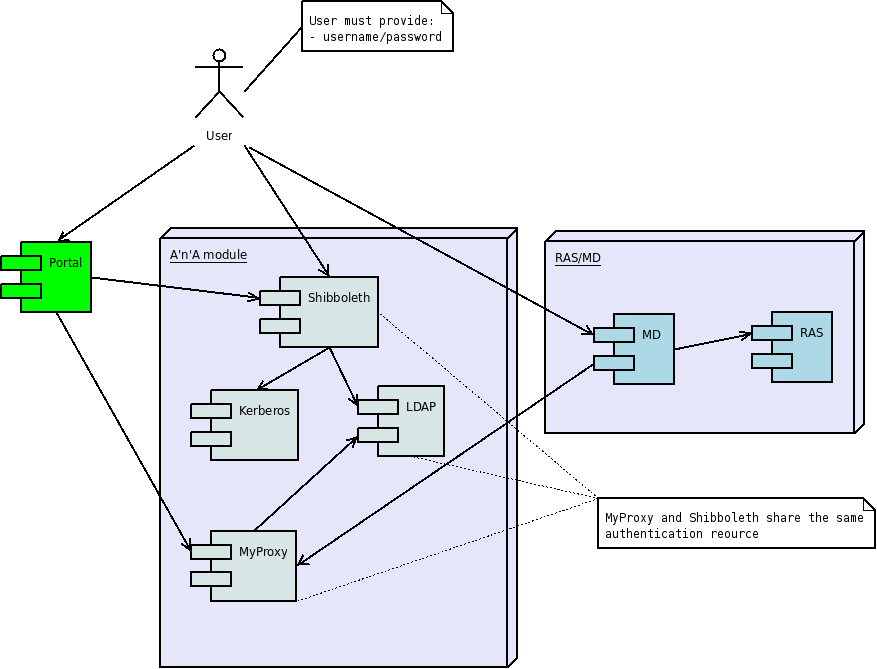 User must provide:
- username/password
User
A'n'A module
RAS/MD
Portal
Shibboleth
MD
RAS
Kerberos
LDAP
MyProxy and Shibboleth share the same
authentication reource
MyProxy